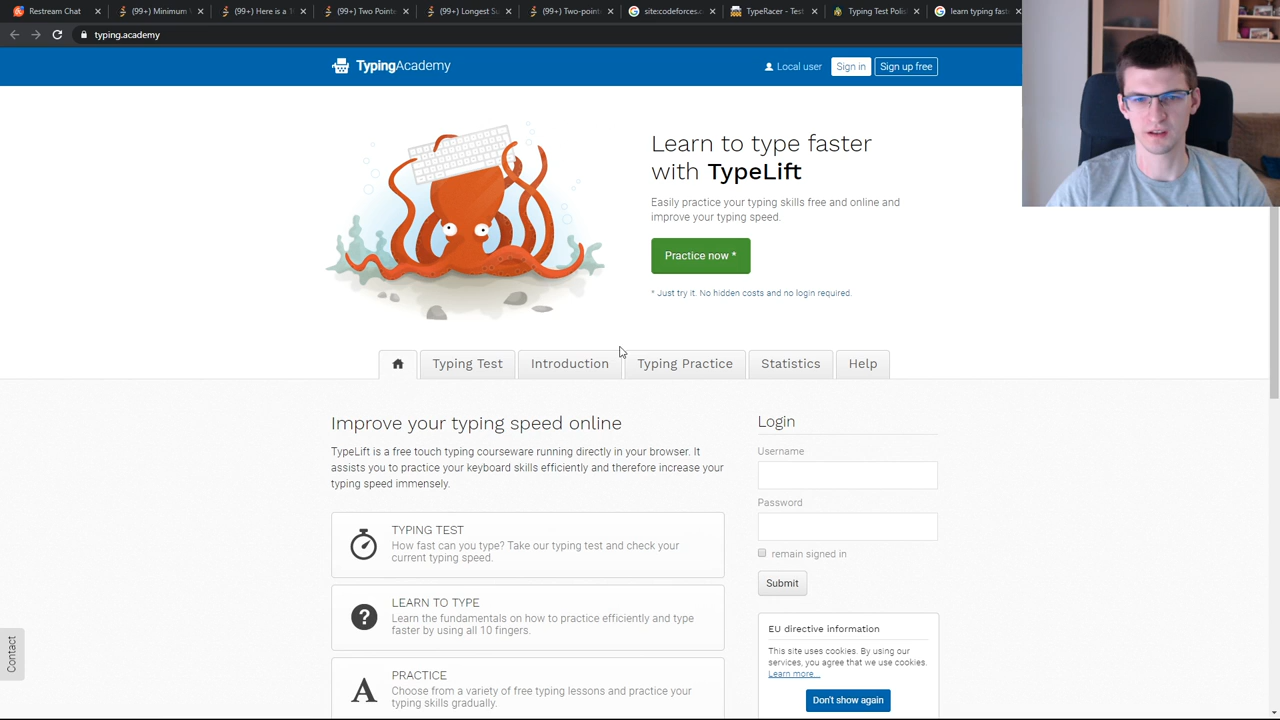 Restream Chat
(99+) Minimum
(99+) Here is a
(99+) Two Pointe
(99+) Longest Su
(99+) Two-point
site:codeforces.c
TypeRacer - Test
Typing Test Polis
learn typing faste
typing.academy
TypingAcademy
Local user
Sign in
Sign up free
Learn to type faster
with TypeLift
Easily practice your typing skills free and online and
improve your typing speed.
Practice now *
* Just try it. No hidden costs and no login required.
Typing Test
Introduction
Typing Practice
Statistics
Help
Improve your typing speed online
TypeLift is a free touch typing courseware running directly in your browser. It
assists you to practice your keyboard skills efficiently and therefore increase your
typing speed immensely.
TYPING TEST
How fast can you type? Take our typing test and check your
current typing speed.
LEARN TO TYPE
Learn the fundamentals on how to practice efficiently and type
faster by using all 10 fingers.
PRACTICE
Choose from a variety of free typing lessons and practice your
typing skills gradually.
Login
Username
Password
remain signed in
Submit
EU directive information
This site uses cookies. By using our
services, you agree that we use cookies.
Learn more...
Don't show again
Contact